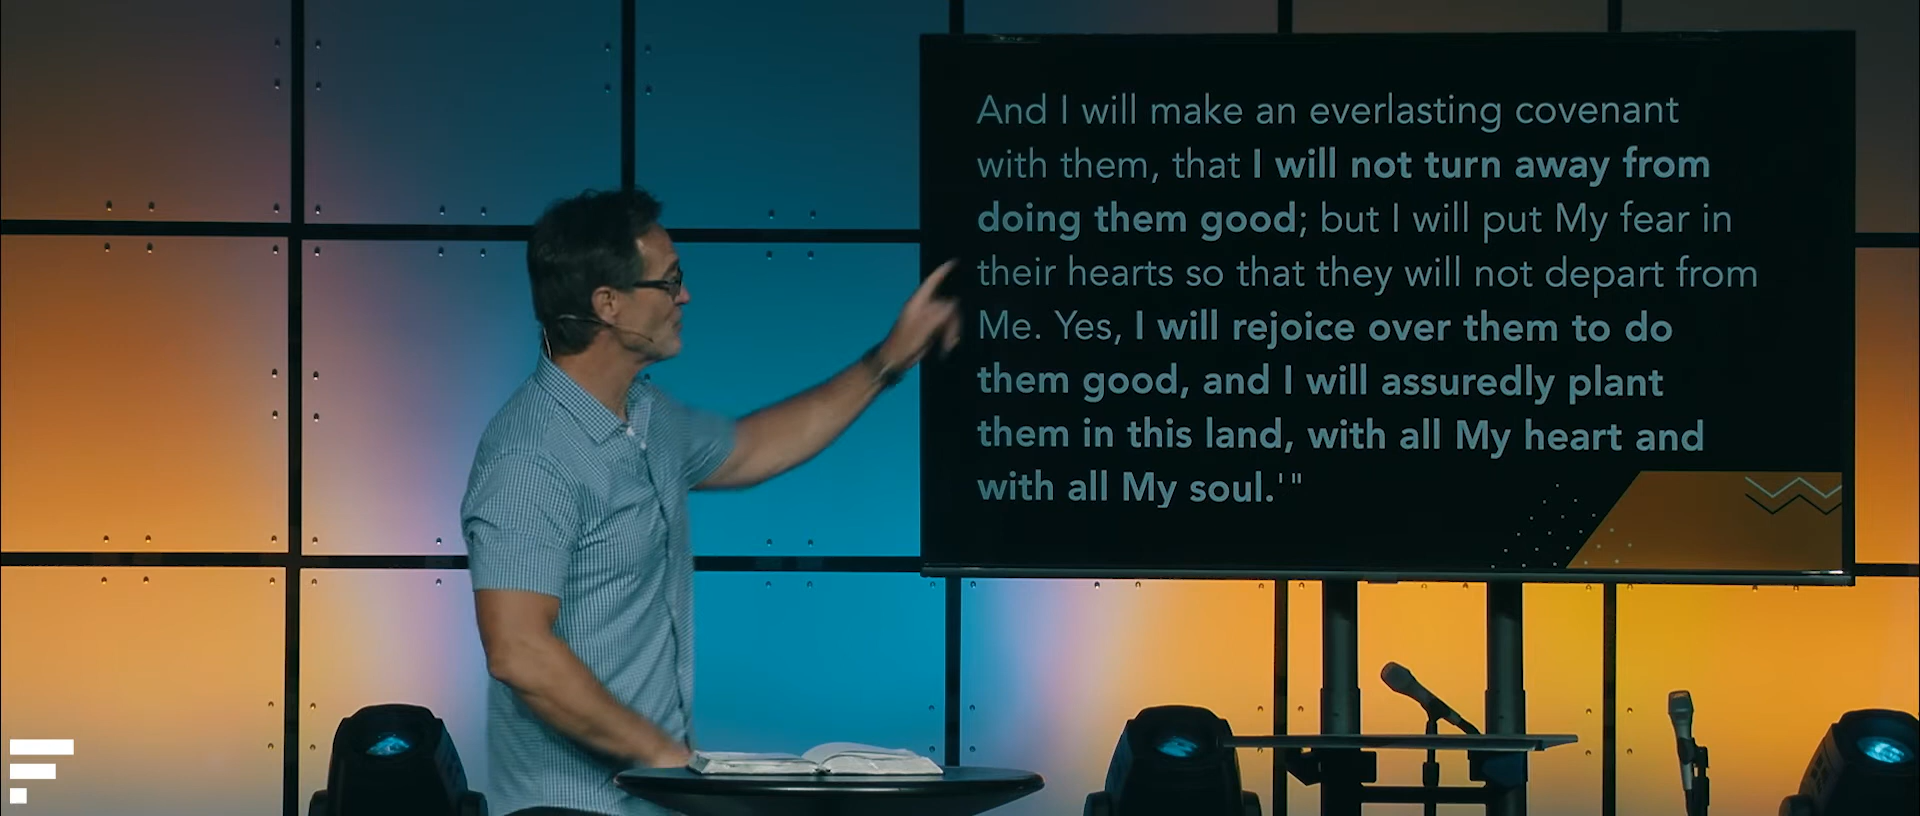 And I will make an everlasting covenant
with them, that I will not turn away from
doing them good; but I will put My fear in
their hearts so that they will not depart from
Me. Yes, I will rejoice over them to do
them good, and I will assuredly plant
them in this land, with all My heart and
with all My soul.'"